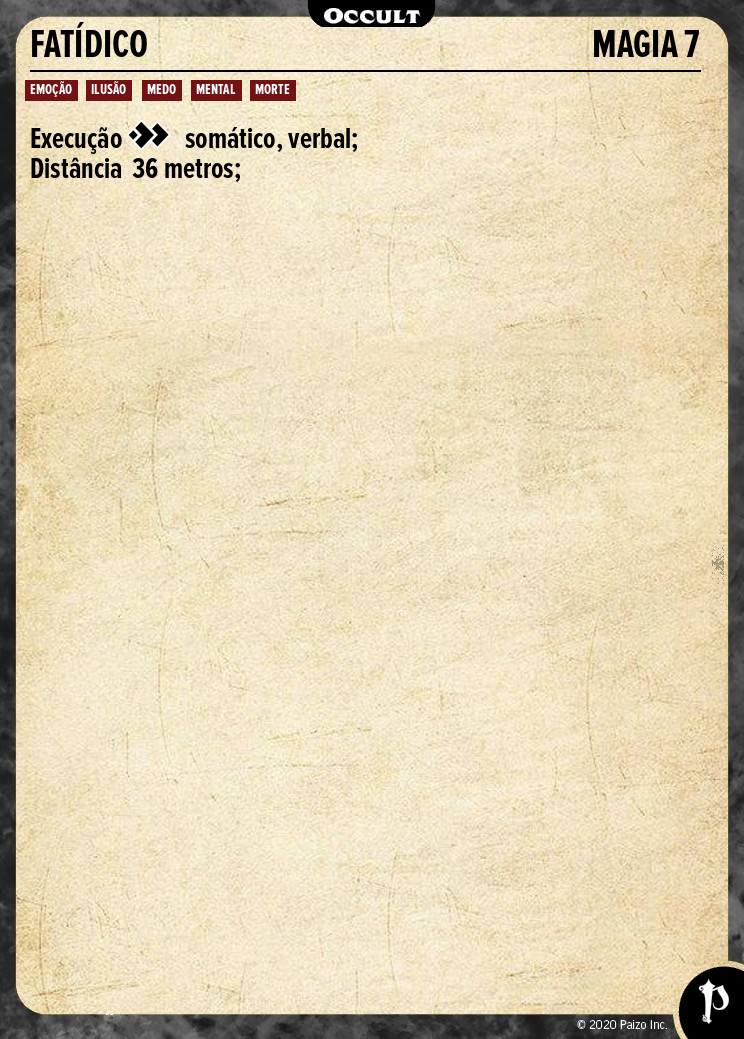 OCCULT
FATÍDICO MAGIA 7
EMOÇÃO ILUSÃO MEDO MENTAL MORTE
Execução somático, verbal;
Distância 36 metros;
© 2020 Paizo Inc.
P